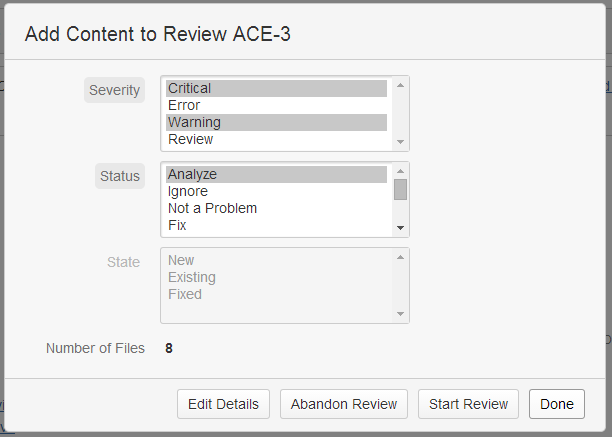 Add Content to Review ACE-3
Severity
Critical
Error
Warning
Review
Status
Analyze
Ignore
Not a Problem
Fix
State
New
Existing
Fixed
Number of Files 8
Edit Details Abandon Review Start Review Done